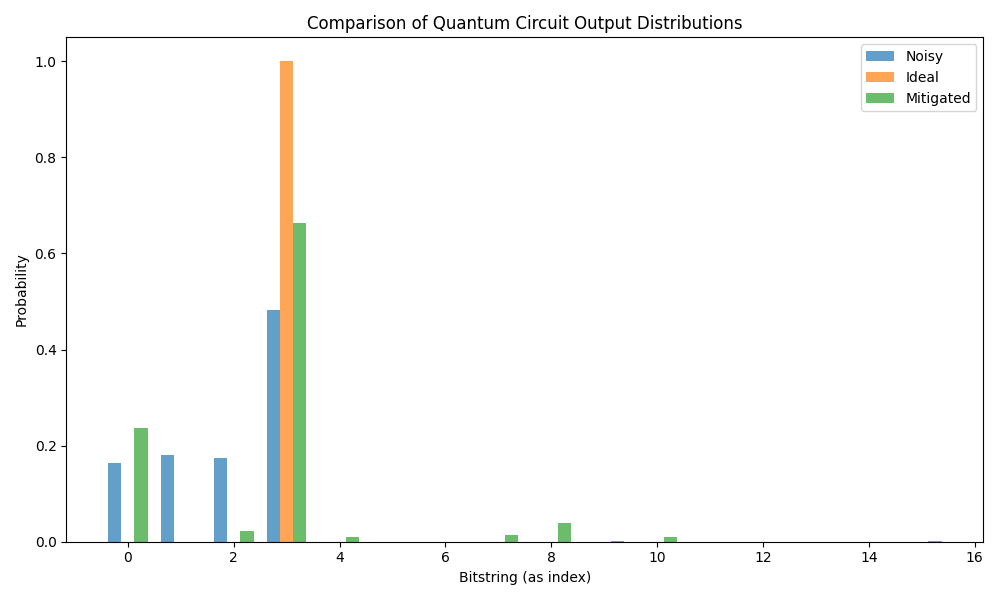 Comparison of Quantum Circuit Output Distributions
Noisy
Ideal
Mitigated
Probability
1.0
0.8
0.6
0.4
0.2
0.0
0 2 4 6 8 10 12 14 16
Bitstring (as index)